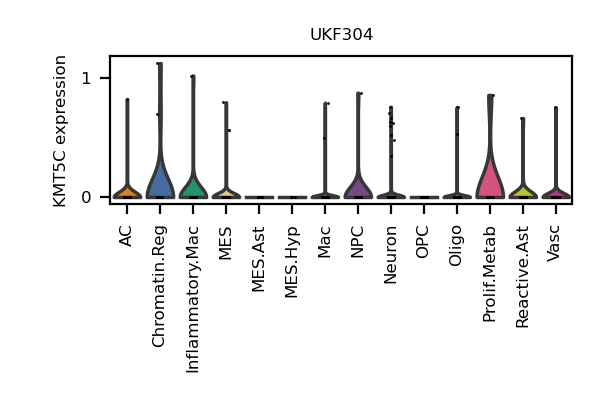 UKF304
KMT5C expression
1
0
AC
Chromatin.Reg
Inflammatory.Mac
MES
MES.Ast
MES.Hyp
Mac
NPC
Neuron
OPC
Oligo
Prolif.Metab
Reactive.Ast
Vasc